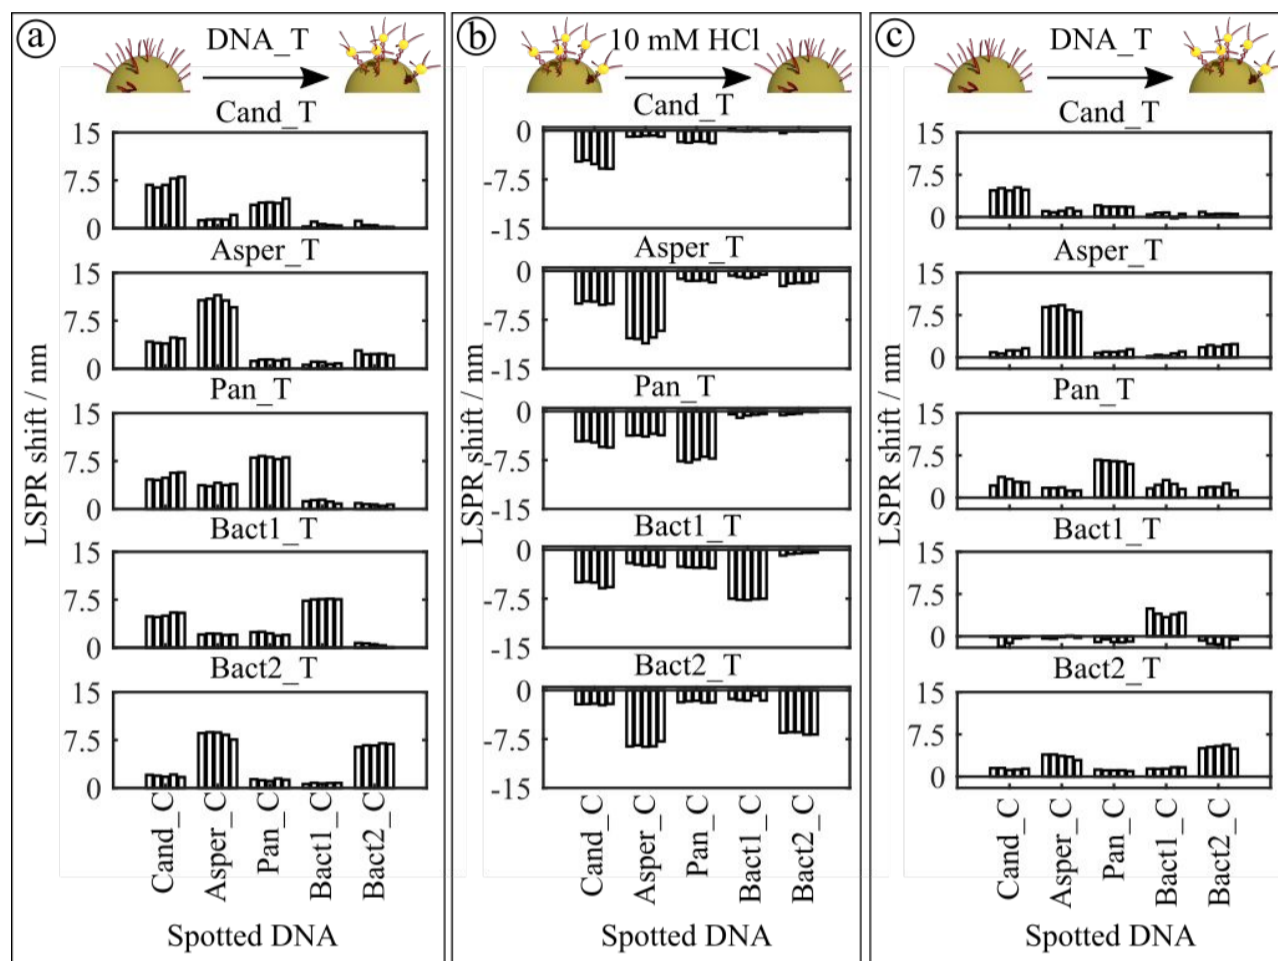 a
DNA_T
Cand_T
15
7.5
0
Asper_T
15
7.5
0
Pan_T
15
7.5
0
Bact1_T
15
7.5
0
Bact2_T
15
7.5
0
LSPR shift / nm
Cand_C
Asper_C
Pan_C
Bact1_C
Bact2_C
Spotted DNA
b
10 mM HCl
Cand_T
0
-7.5
-15
Asper_T
0
-7.5
-15
Pan_T
0
-7.5
-15
Bact1_T
0
-7.5
-15
Bact2_T
0
-7.5
-15
LSPR shift / nm
Cand_C
Asper_C
Pan_C
Bact1_C
Bact2_C
Spotted DNA
c
DNA_T
Cand_T
15
7.5
0
Asper_T
15
7.5
0
Pan_T
15
7.5
0
Bact1_T
15
7.5
0
Bact2_T
15
7.5
0
LSPR shift / nm
Cand_C
Asper_C
Pan_C
Bact1_C
Bact2_C
Spotted DNA